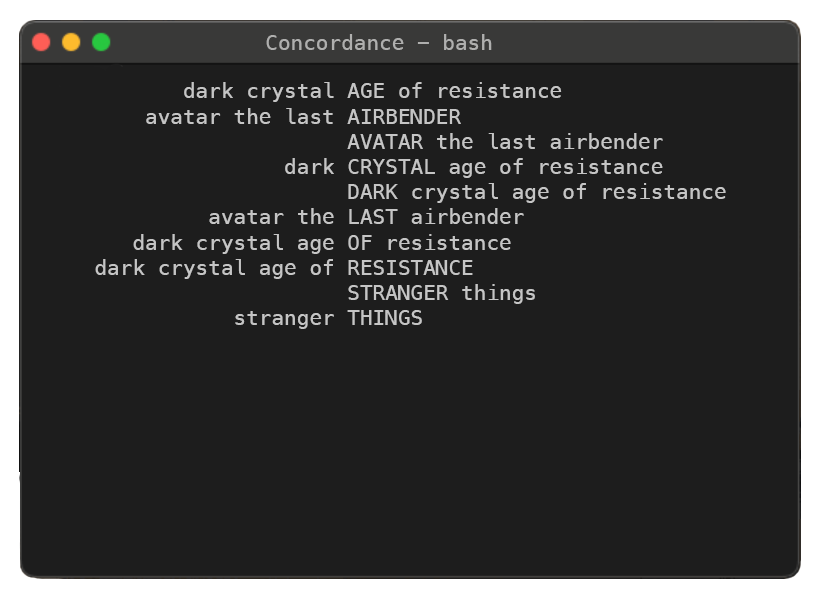 Concordance – bash
dark crystal AGE of resistance
avatar the last AIRBENDER
AVATAR the last airbender
dark CRYSTAL age of resistance
DARK crystal age of resistance
avatar the LAST airbender
dark crystal age OF resistance
dark crystal age of RESISTANCE
STRANGER things
stranger THINGS